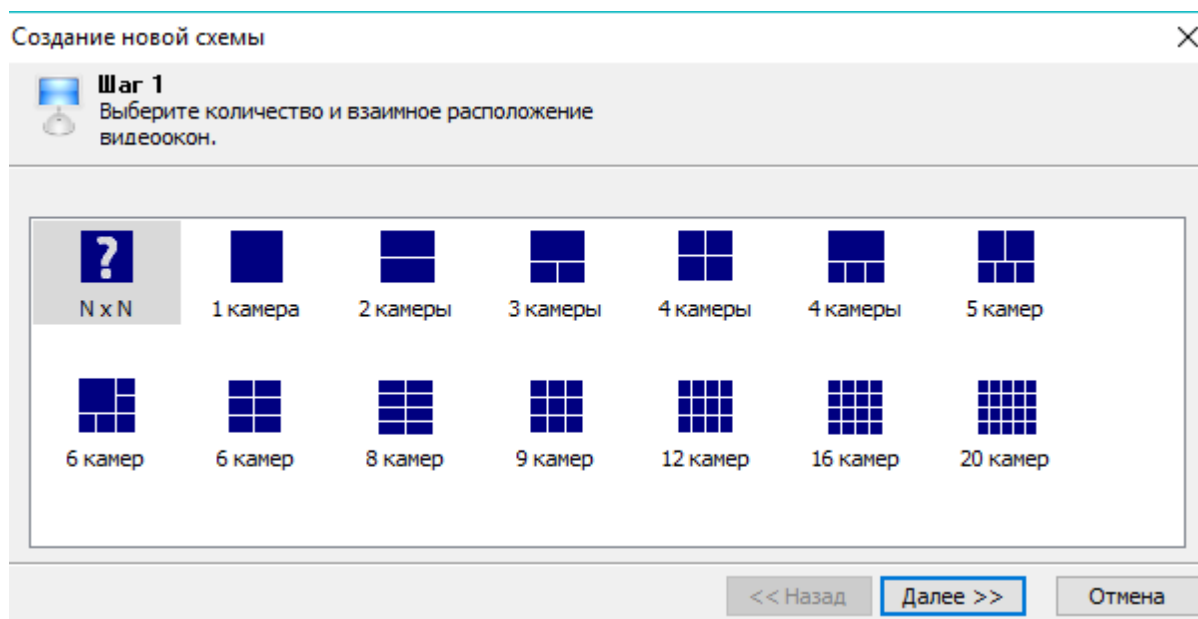 Создание новой схемы
Шаг 1
Выберите количество и взаимное расположение
видеоокон.
?
N x N
1 камера
2 камеры
3 камеры
4 камеры
4 камеры
5 камер
6 камер
6 камер
8 камер
9 камер
12 камер
16 камер
20 камер
<< Назад
Далее >>
Отмена